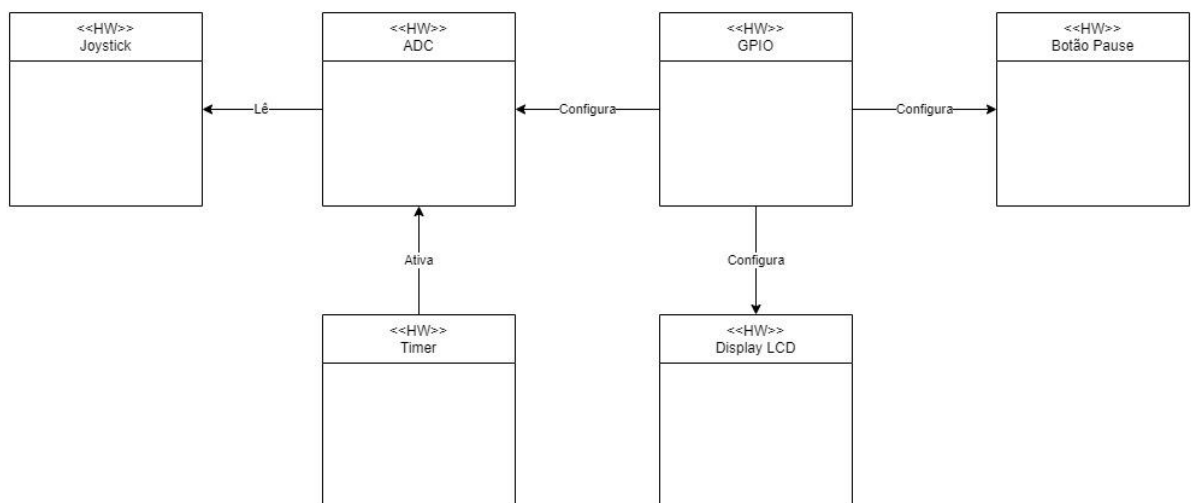 <<HW>>
Joystick
<<HW>>
ADC
<<HW>>
GPIO
<<HW>>
Botão Pause
Lê
Configura
Configura
Ativa
Configura
<<HW>>
Timer
<<HW>>
Display LCD